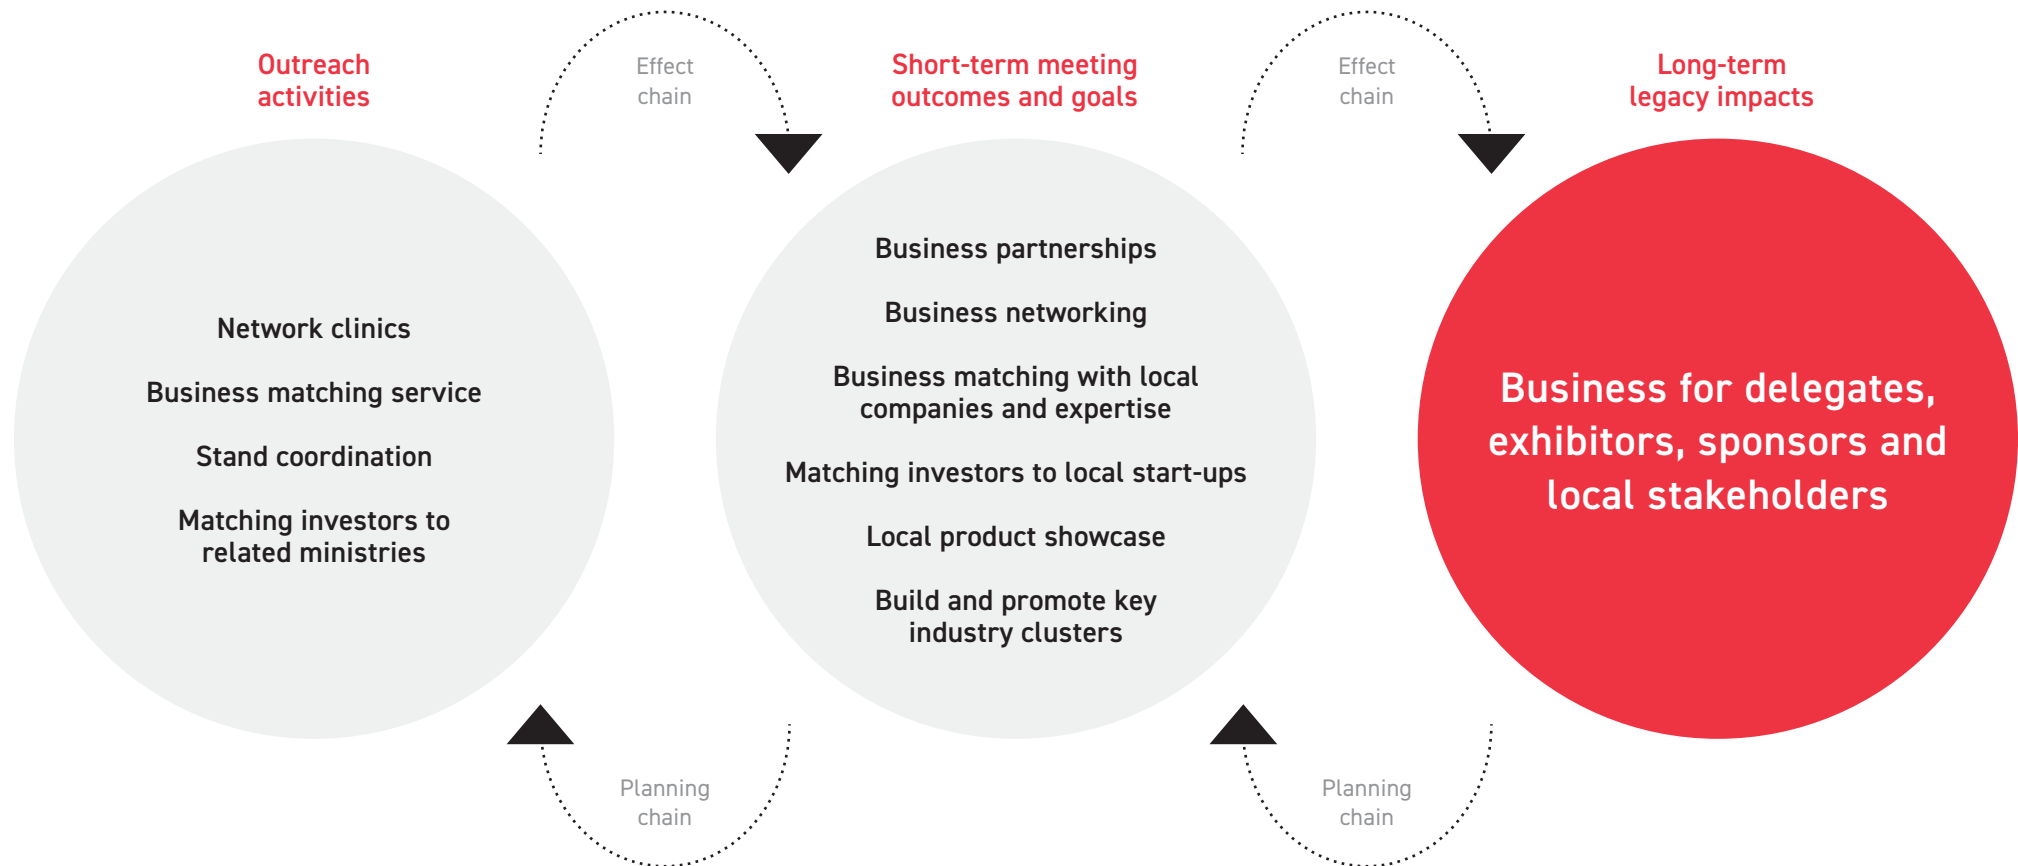 Outreach
activities
Effect
chain
Short-term meeting
outcomes and goals
Effect
chain
Long-term
legacy impacts
Network clinics
Business matching service
Stand coordination
Matching investors to
related ministries
Business partnerships
Business networking
Business matching with local
companies and expertise
Matching investors to local start-ups
Local product showcase
Build and promote key
industry clusters
Business for delegates,
exhibitors, sponsors and
local stakeholders
Planning
chain
Planning
chain